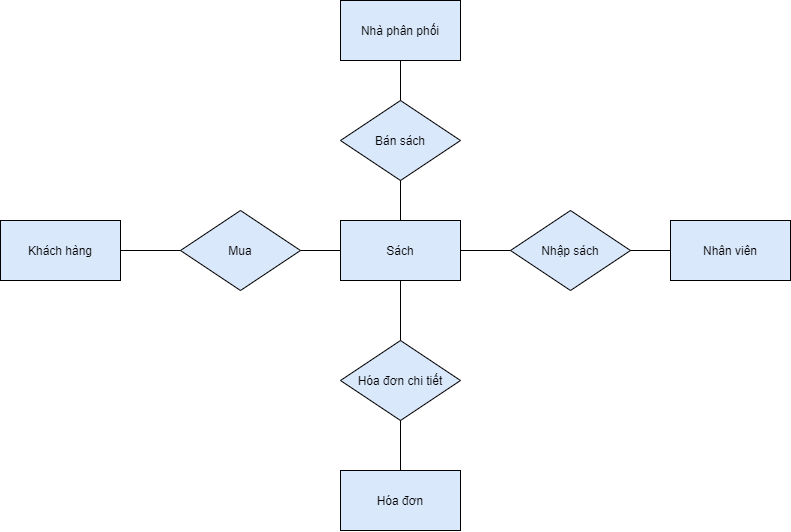 Nhà phân phối
Bán sách
Khách hàng
Mua
Sách
Nhập sách
Nhân viên
Hóa đơn chi tiết
Hóa đơn